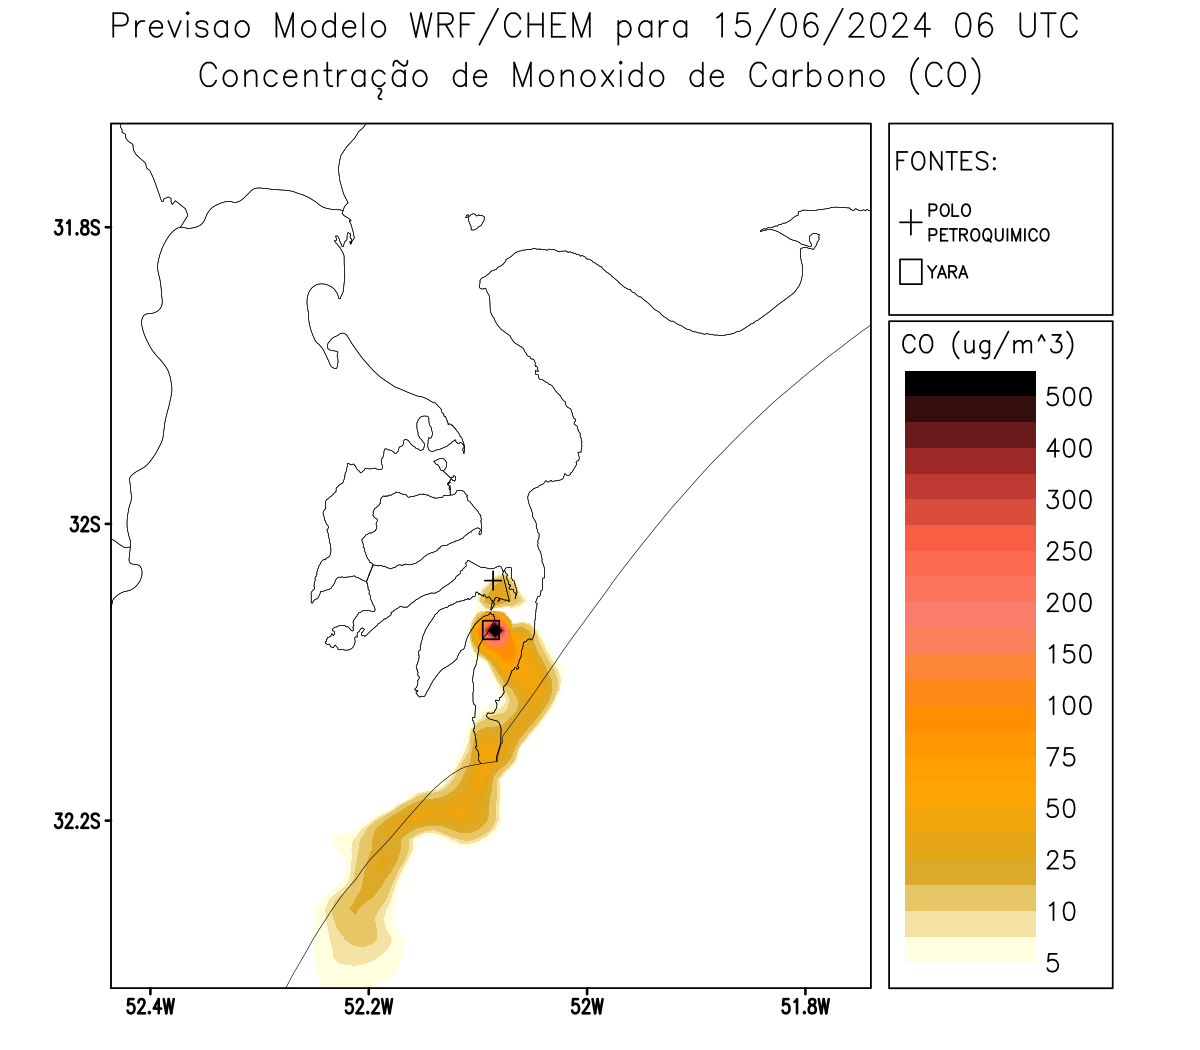 Previsao Modelo WRF/CHEM para 15/06/2024 06 UTC
Concentração de Monoxido de Carbono (CO)
FONTES:
POLO
PETROQUIMICO
YARA
CO (ug/m^3)
500
400
300
250
200
150
100
75
50
25
10
5
31.8S
32S
32.2S
52.4W
52.2W
52W
51.8W